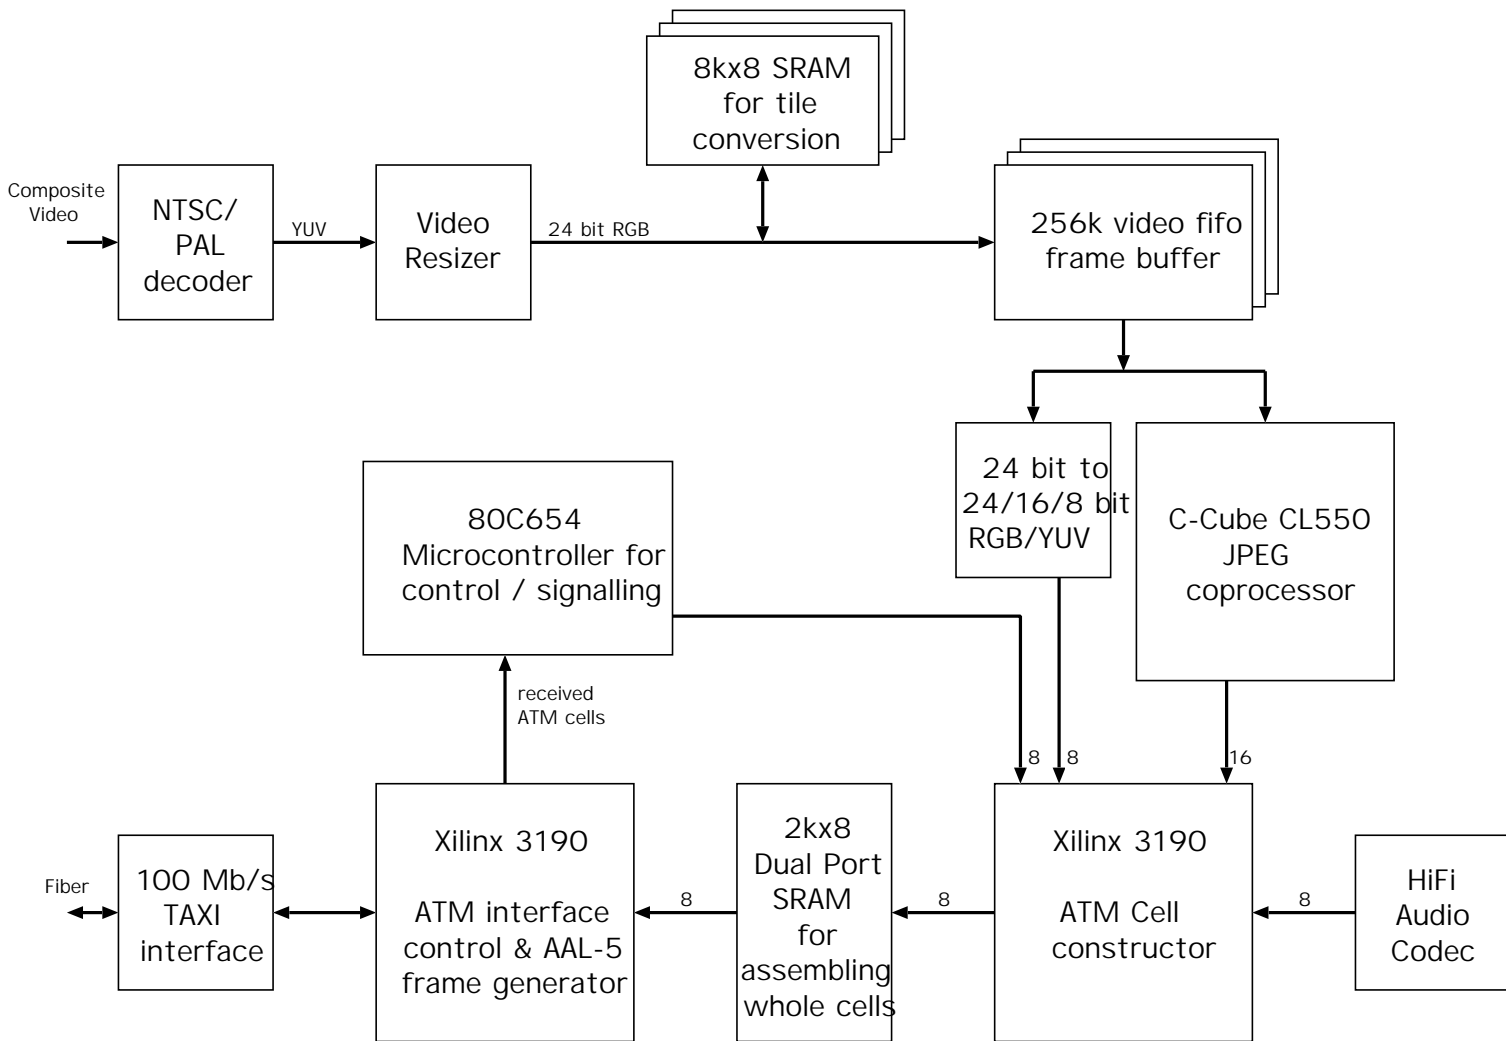 8kx8 SRAM
for tile
conversion
Composite
Video
NTSC/
PAL
decoder
YUV
Video
Resizer
24 bit RGB
256k video fifo
frame buffer
80C654
Microcontroller for
control / signalling
24 bit to
24/16/8 bit
RGB/YUV
C-Cube CL550
JPEG
coprocessor
received
ATM cells
8
8
16
Fiber
100 Mb/s
TAXI
interface
Xilinx 3190
ATM interface
control & AAL-5
frame generator
8
2kx8
Dual Port
SRAM
for
assembling
whole cells
8
Xilinx 3190
ATM Cell
constructor
8
HiFi
Audio
Codec